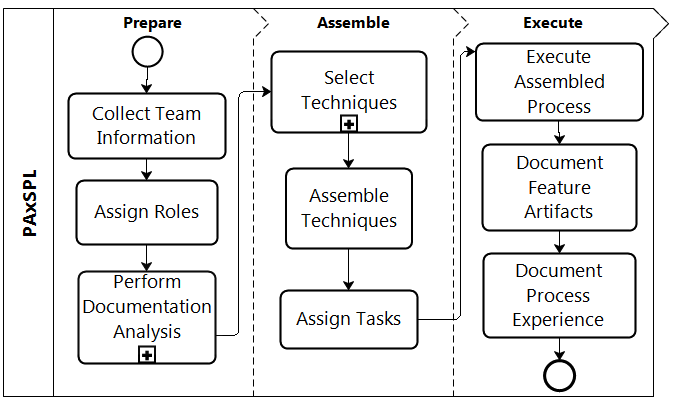 PAxSPL
Prepare
Collect Team
Information
Assign Roles
Perform
Documentation
Analysis
Assemble
Select
Techniques
Assemble
Techniques
Assign Tasks
Execute
Execute
Assembled
Process
Document
Feature
Artifacts
Document
Process
Experience